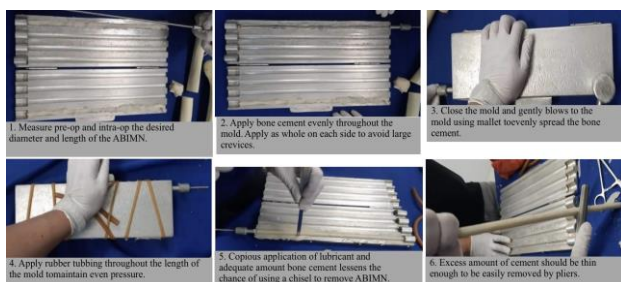 1. Measure pre-op and intra-op the desired
diameter and length of the ABIMN.
2. Apply bone cement evenly throughout the
mold. Apply as whole on each side to avoid large
crevices.
3. Close the mold and gently blows to the
mold using mallet toevenly spread the bone
cement.
4. Apply rubber tubbing throughout the length of
the mold tomaintain even pressure.
5. Copious application of lubricant and
adequate amount bone cement lessens the
chance of using a chisel to remove ABIMN.
6. Excess amount of cement should be thin
enough to be easily removed by pliers.